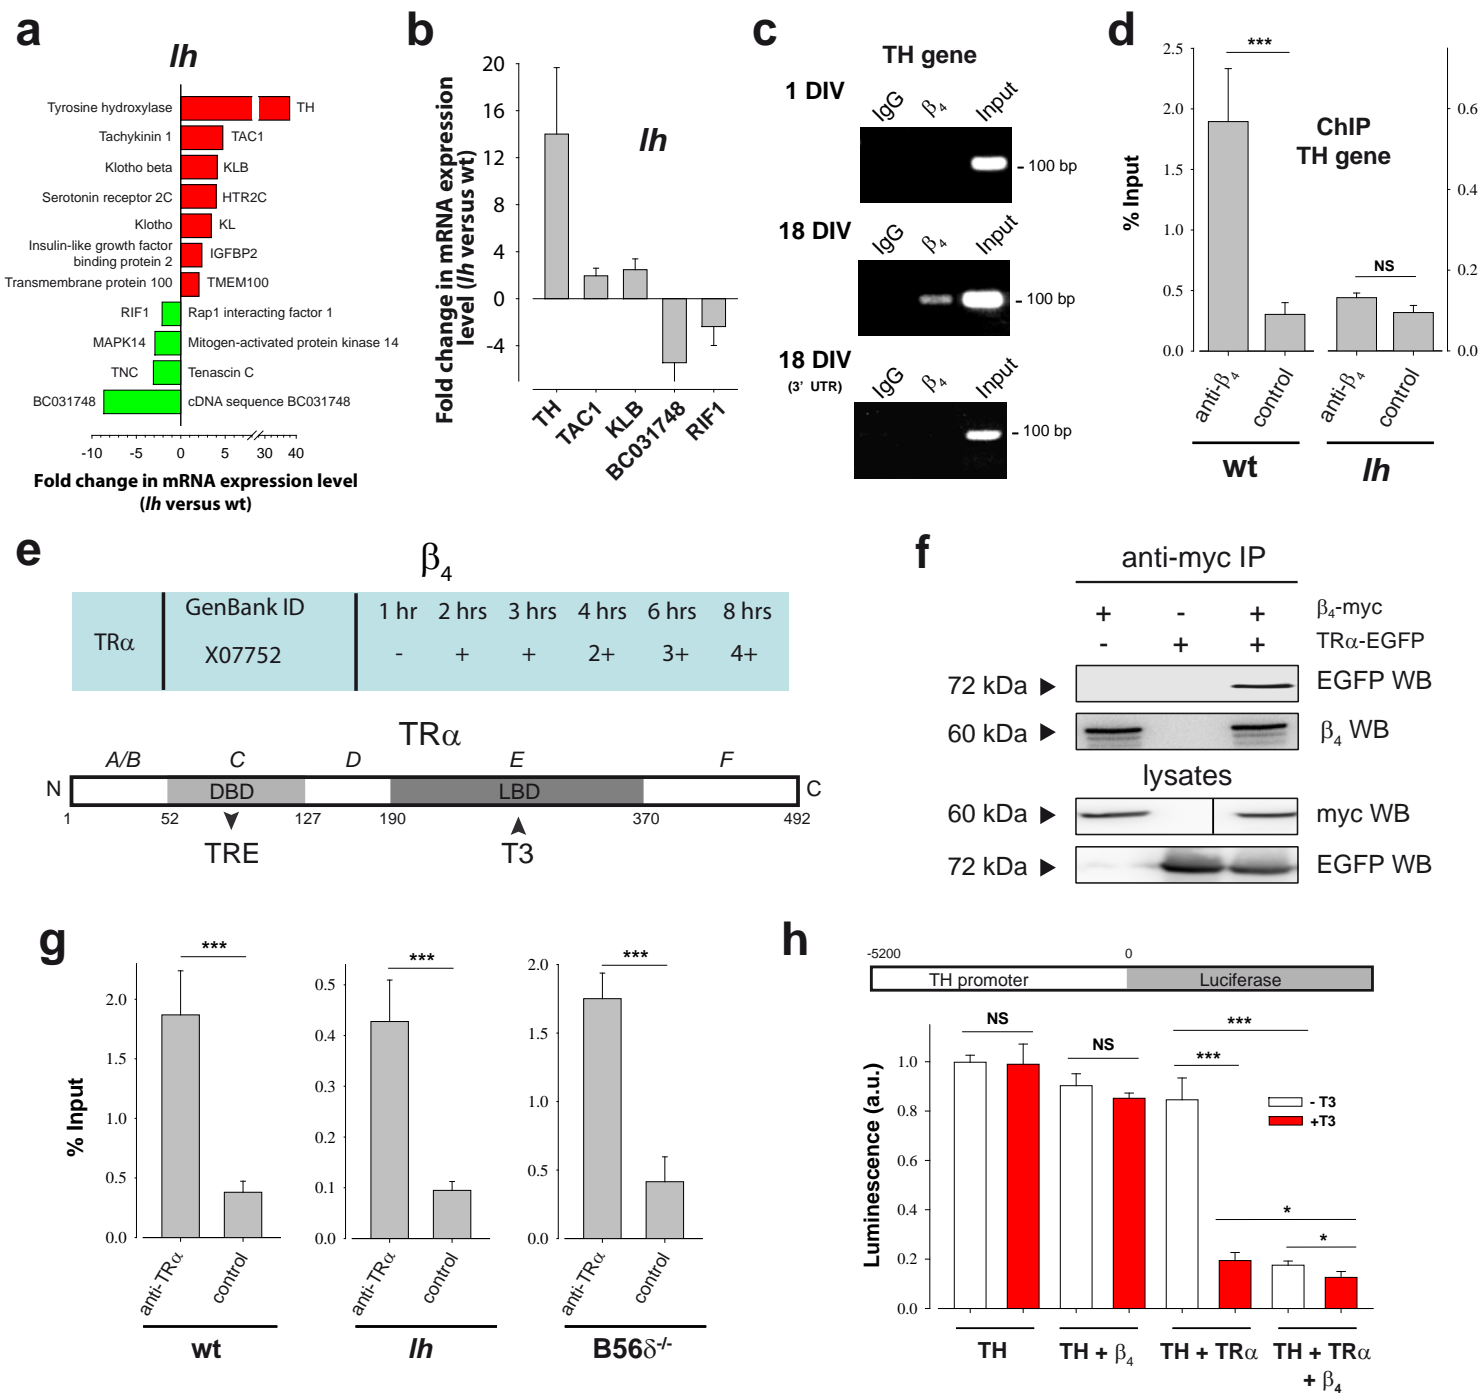 a
lh
Tyrosine hydroxylase TH
Tachykinin 1 TAC1
Klotho beta KLB
Serotonin receptor 2C HTR2C
Klotho KL
Insulin-like growth factor
binding protein 2 IGFBP2
Transmembrane protein 100 TMEM100
RIF1 Rap1 interacting factor 1
MAPK14 Mitogen-activated protein kinase 14
TNC Tenascin C
BC031748 cDNA sequence BC031748
-10 -5 0 5 30 40
Fold change in mRNA expression level
(lh versus wt)
b
Fold change in mRNA expression
level (lh versus wt)
20
16
12
8
4
0
-4
lh
TH TAC1 KLB BC031748 RIF1
c
TH gene
1 DIV
IgG β4 Input
- 100 bp
18 DIV
IgG β4 Input
- 100 bp
18 DIV
(3' UTR)
IgG β4 Input
- 100 bp
d
% Input
2.5
2.0
1.5
1.0
0.5
0.0
***
ChIP
TH gene
NS
0.6
0.4
0.2
0.0
anti-β4 control anti-β4 control
wt lh
e
β4
GenBank ID 1 hr 2 hrs 3 hrs 4 hrs 6 hrs 8 hrs
TRα X07752 - + + 2+ 3+ 4+
TRα
A/B C D E F
N DBD LBD C
1 52 127 190 370 492
TRE T3
f
anti-myc IP
+ - + β4-myc
- + + TRα-EGFP
72 kDa EGFP WB
60 kDa β4 WB
lysates
60 kDa myc WB
72 kDa EGFP WB
g
% Input
2.0
1.5
1.0
0.5
0.0
***
anti-TRα control
wt
0.5
0.4
0.3
0.2
0.1
0.0
***
anti-TRα control
lh
2.0
1.5
1.0
0.5
0.0
***
anti-TRα control
B56δ-/-
h
-5200 0
TH promoter Luciferase
Luminescence (a.u.)
1.0
0.8
0.6
0.4
0.2
0.0
NS
NS
***
***
*
*
- T3
+T3
TH TH + β4 TH + TRα TH + TRα
+ β4